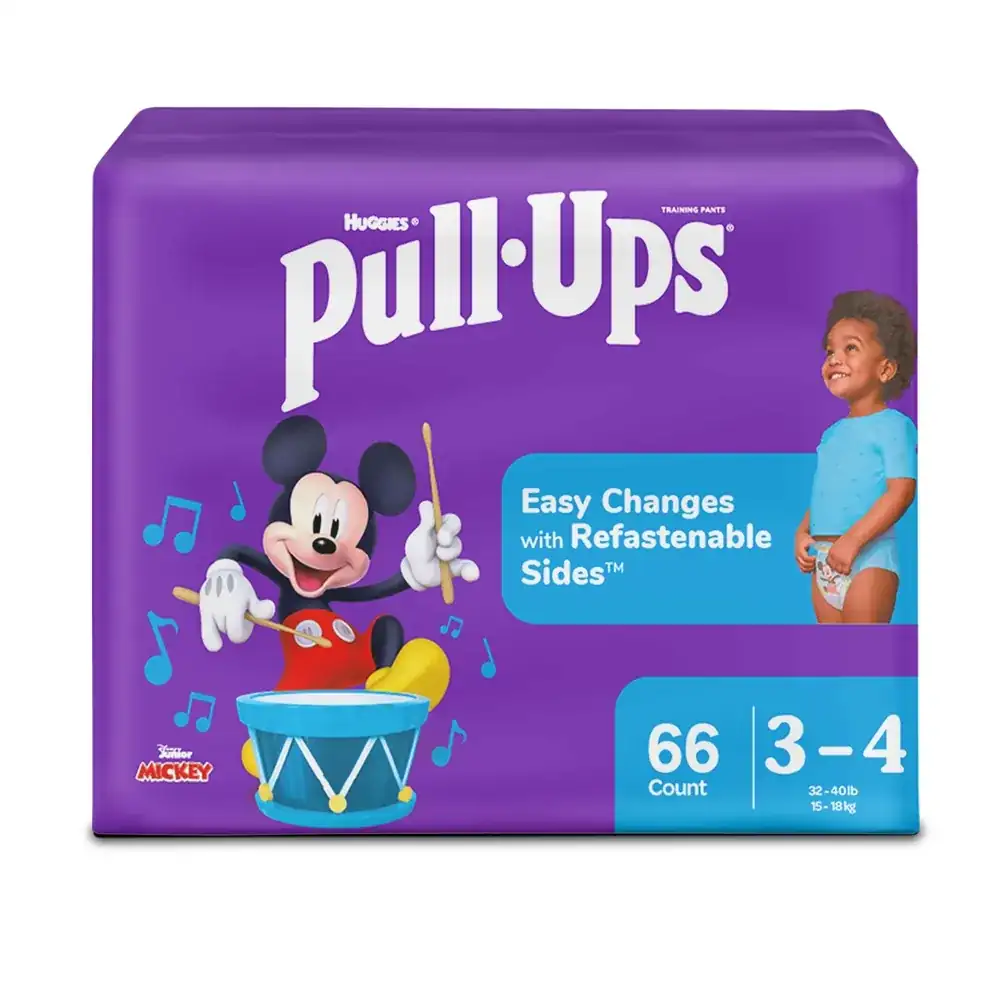 HUGGIES®
TRAINING PANTS
Pull·Ups®
Easy Changes
with Refastenable
Sides™
Disney
Junior
MICKEY
66
Count
3-4
32-40lb
15-18kg